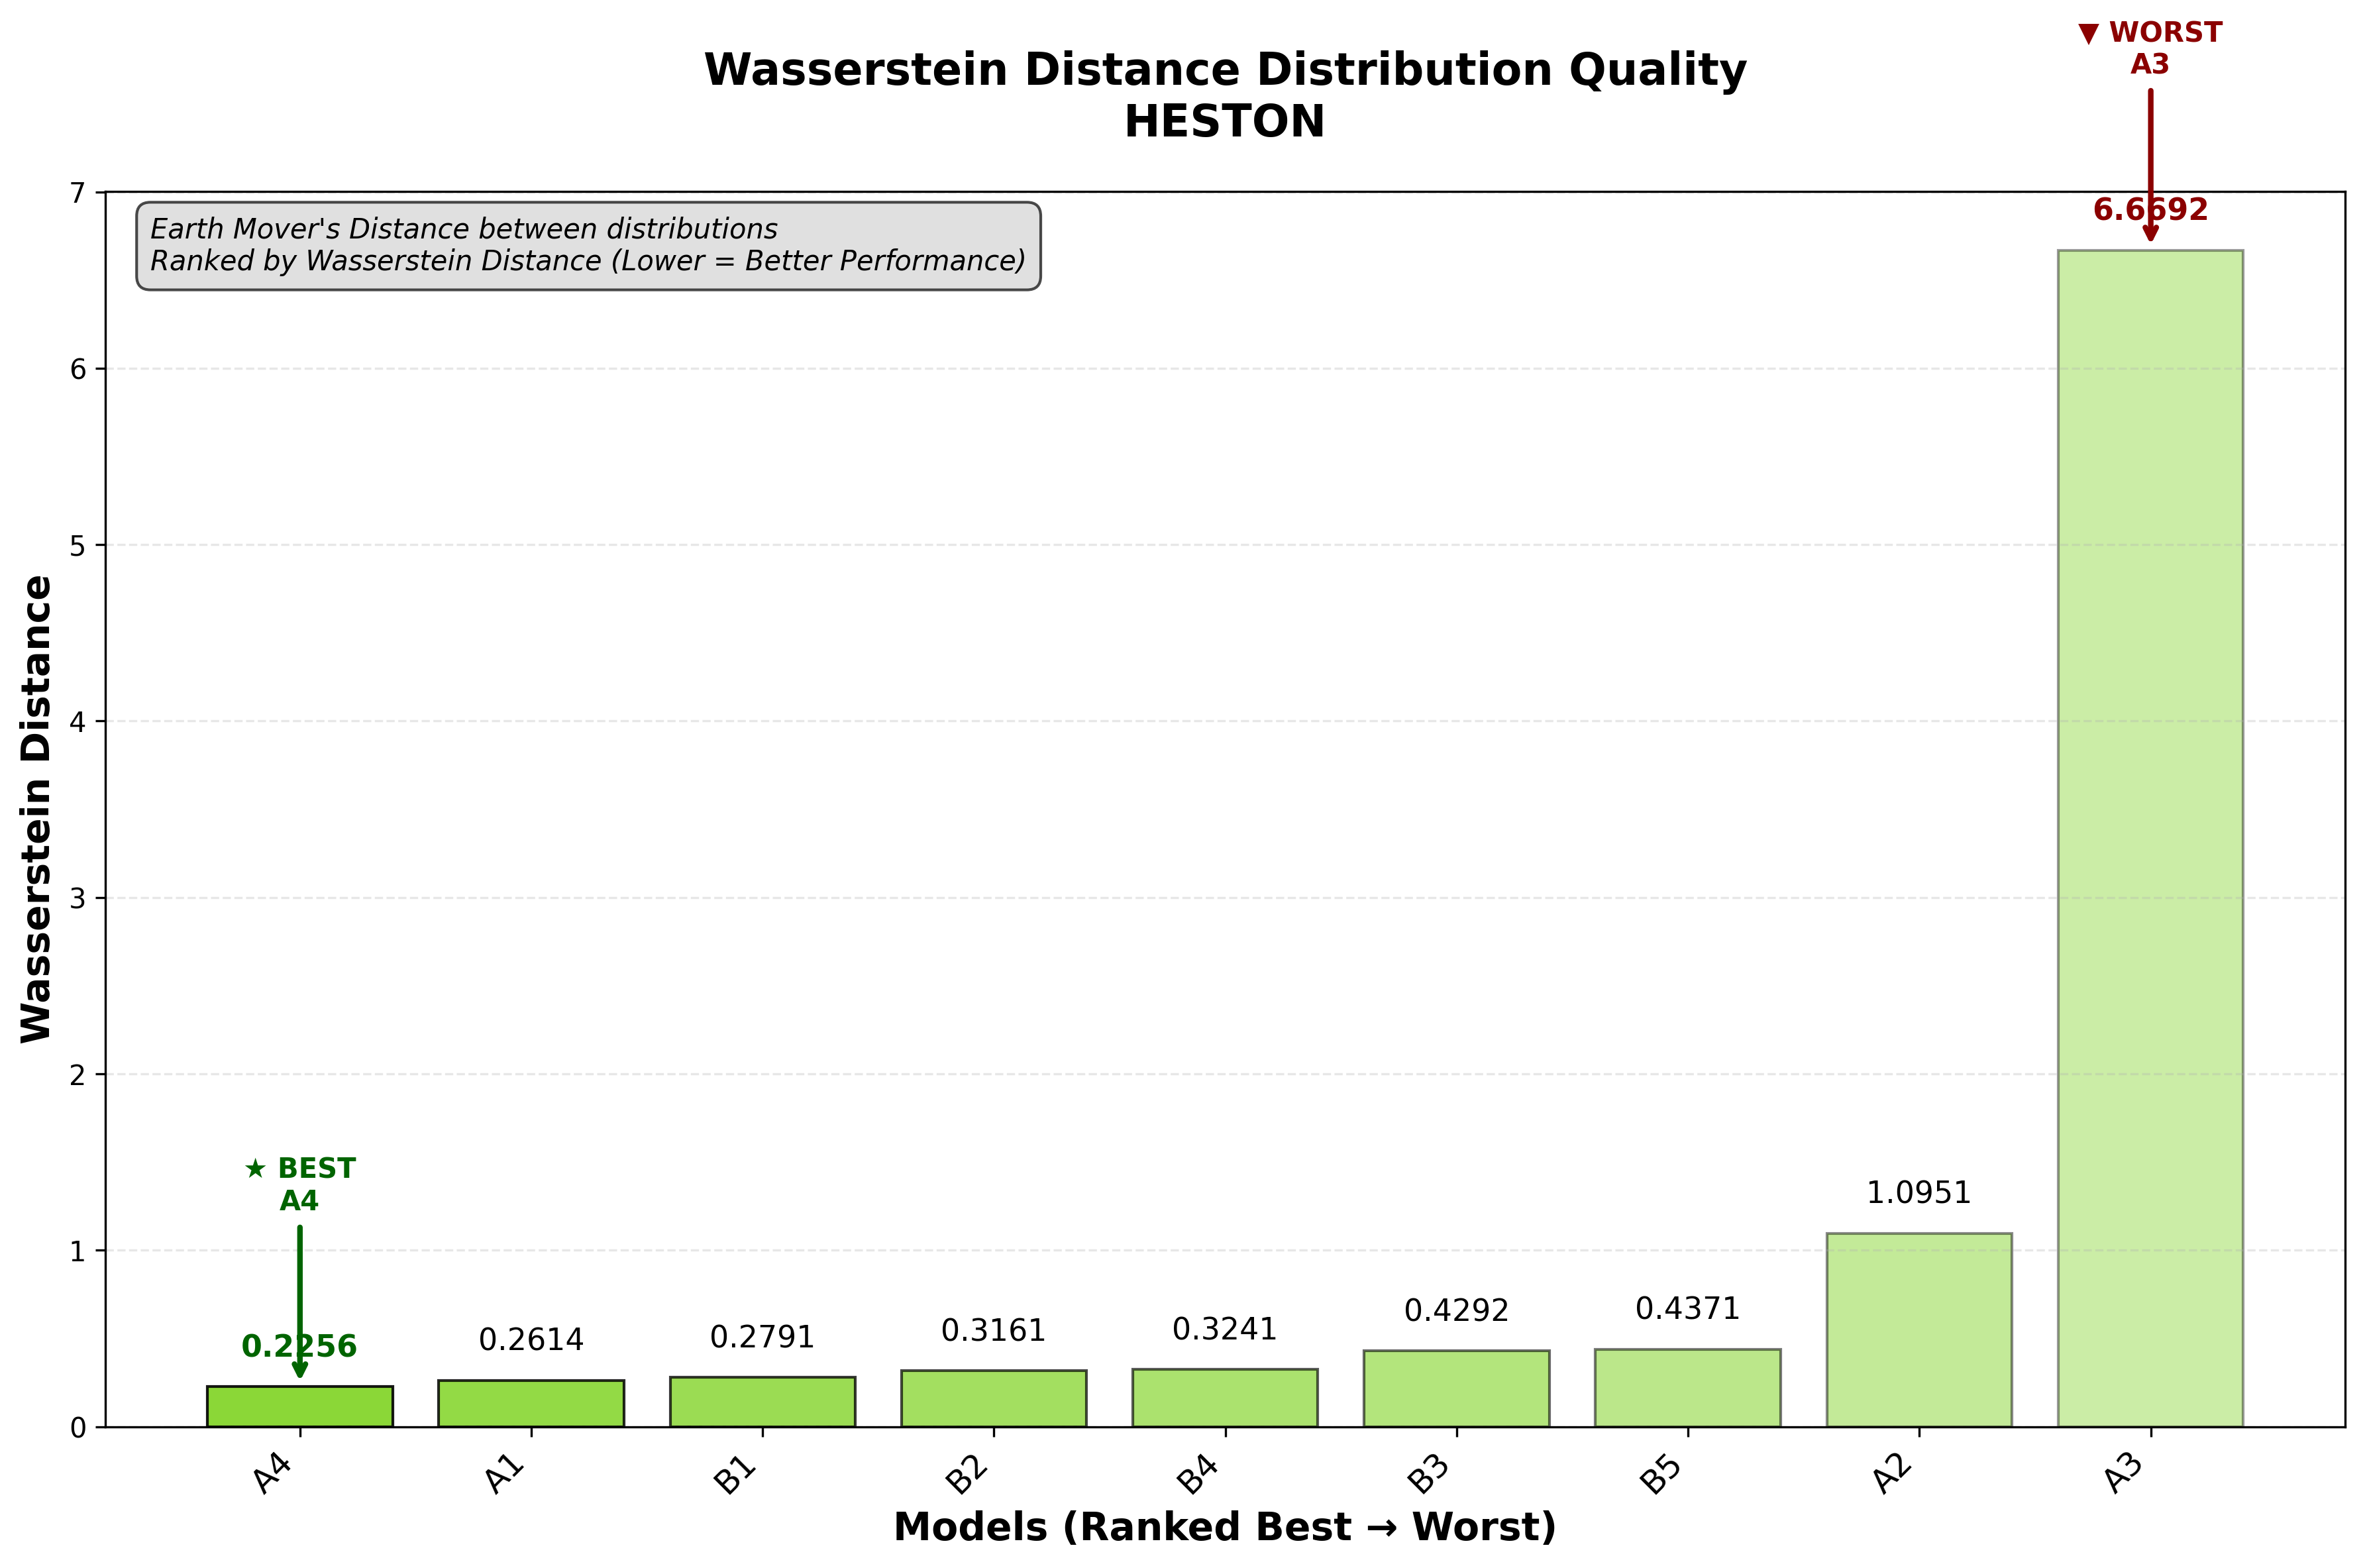 ▼ WORST
A3
Wasserstein Distance Distribution Quality
HESTON
7
6
5
4
3
2
1
0
Wasserstein Distance
Earth Mover's Distance between distributions
Ranked by Wasserstein Distance (Lower = Better Performance)
★ BEST
A4
0.2256
0.2614
0.2791
0.3161
0.3241
0.4292
0.4371
1.0951
6.6692
A4
A1
B1
B2
B4
B3
B5
A2
A3
Models (Ranked Best → Worst)